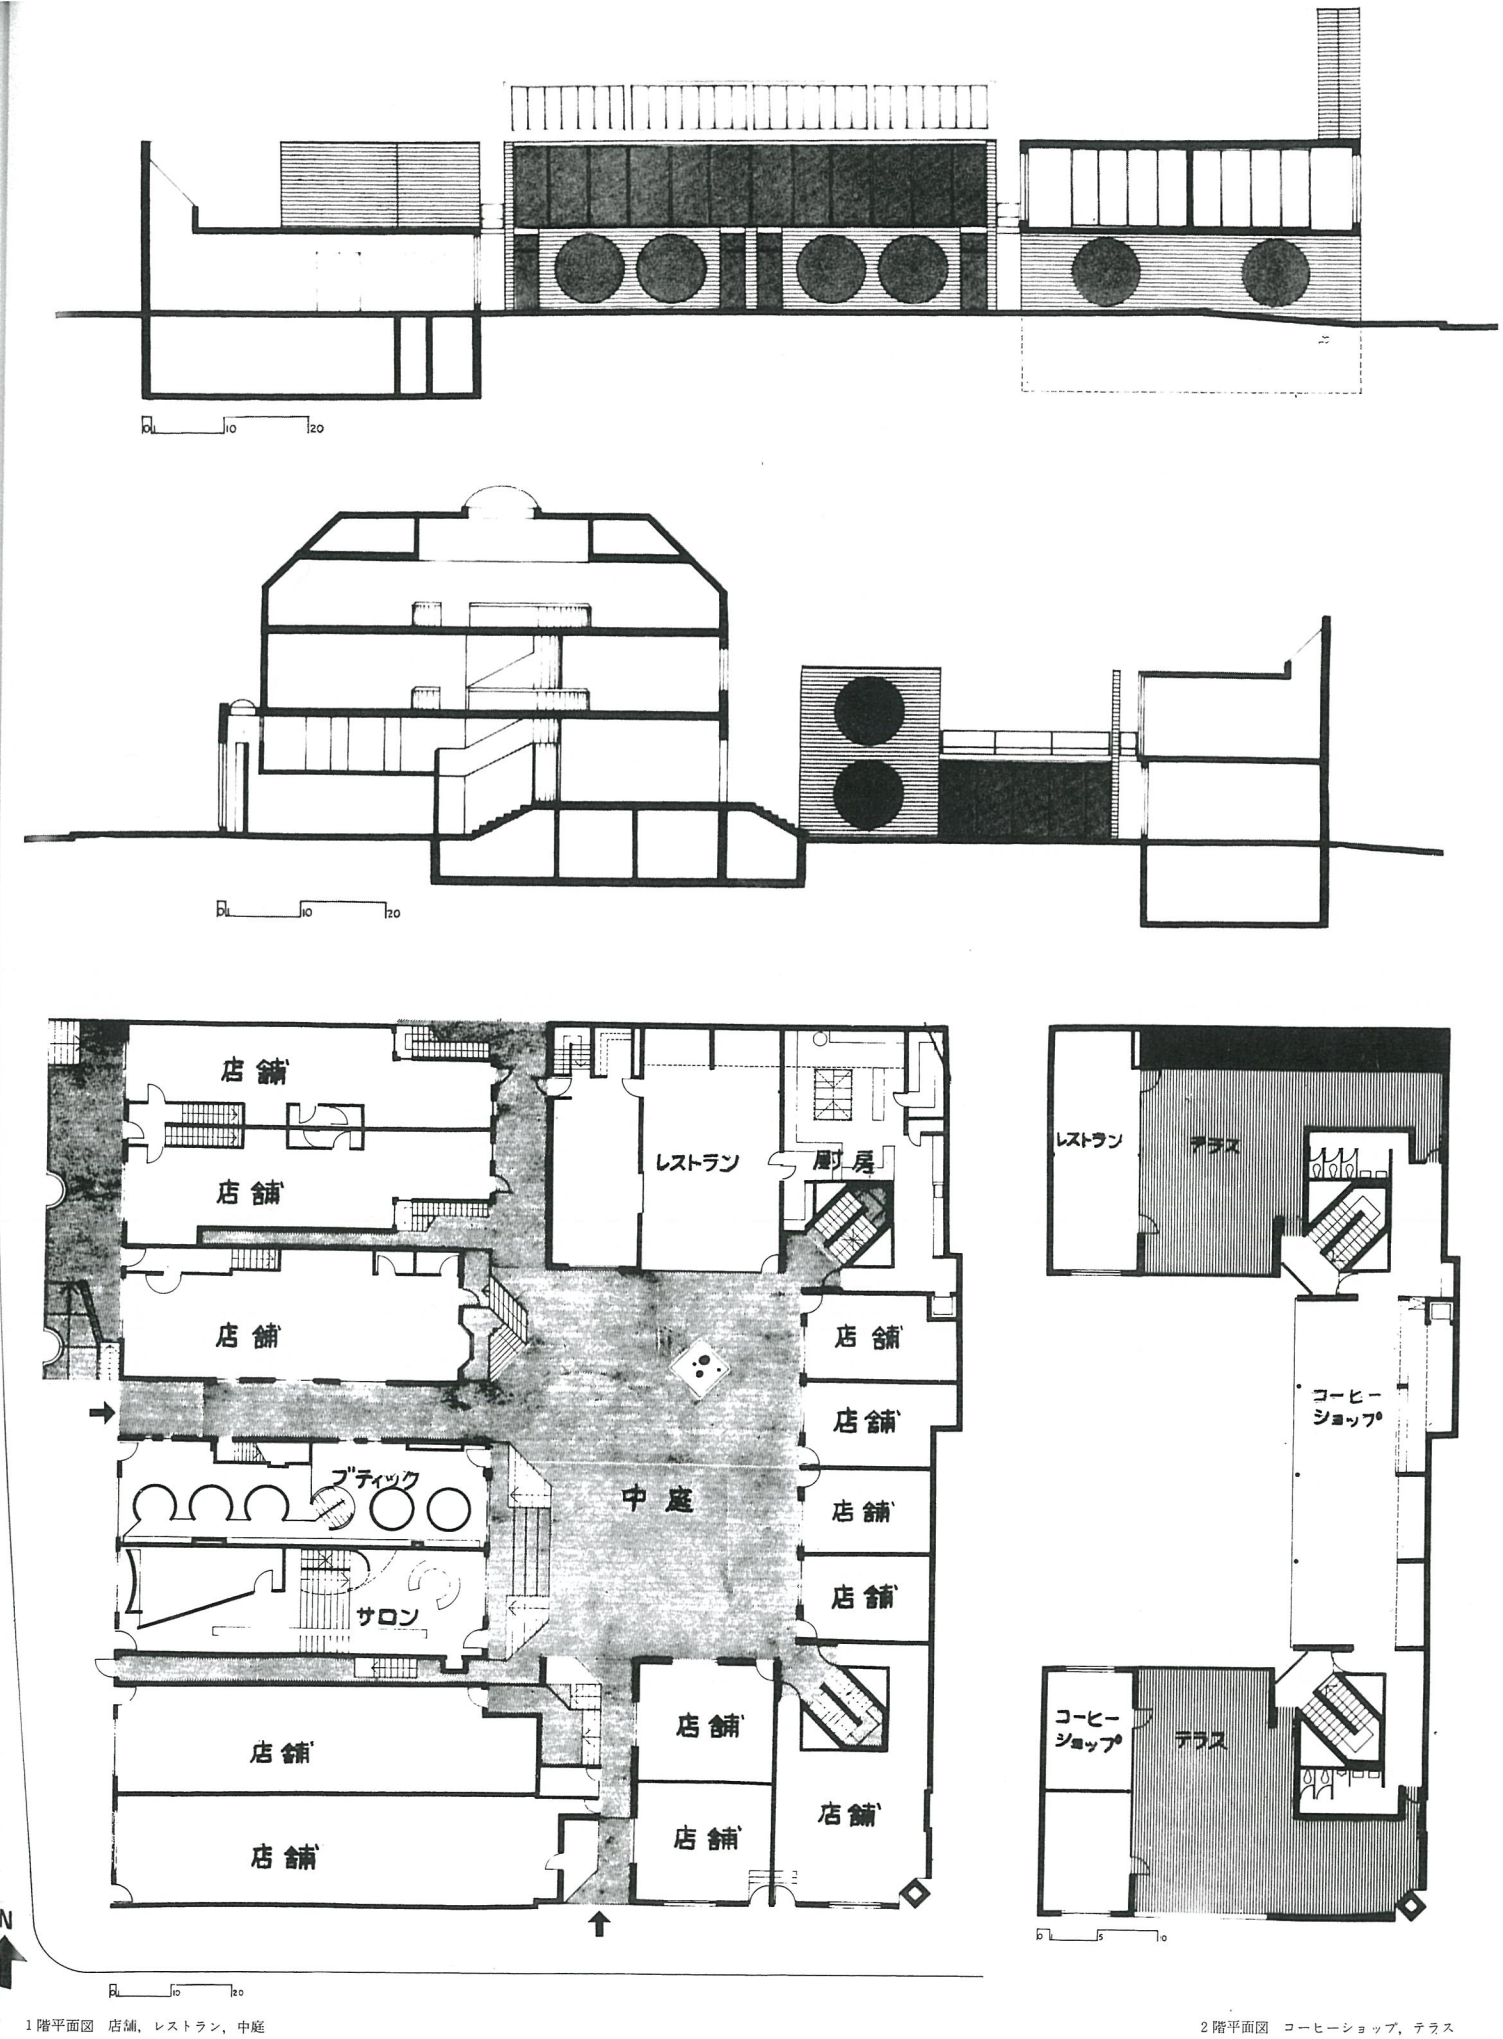 0 1 10 20
0 1 10 20
店舗
店舗
店舗
ブティック
サロン
店舗
店舗
レストラン
厨房
中庭
店舗
店舗
店舗
店舗
店舗
店舗
店舗
レストラン
テラス
コーヒー
ショップ
コーヒー
ショップ
テラス
N
0 1 10 20
0 1 5 10
1階平面図 店舗，レストラン，中庭
2階平面図 コーヒーショップ，テラス